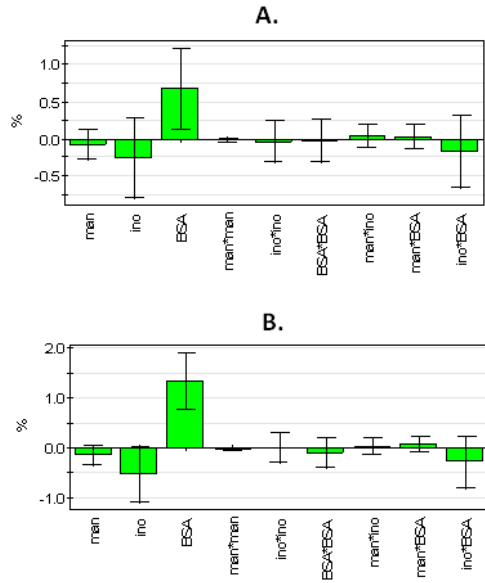 A.
1.0
0.5
0.0
-0.5
%
man
ino
BSA
man*man
ino*ino
BSA*BSA
man*ino
man*BSA
ino*BSA
B.
2.0
1.0
0.0
-1.0
%
man
ino
BSA
man*man
ino*ino
BSA*BSA
man*ino
man*BSA
ino*BSA